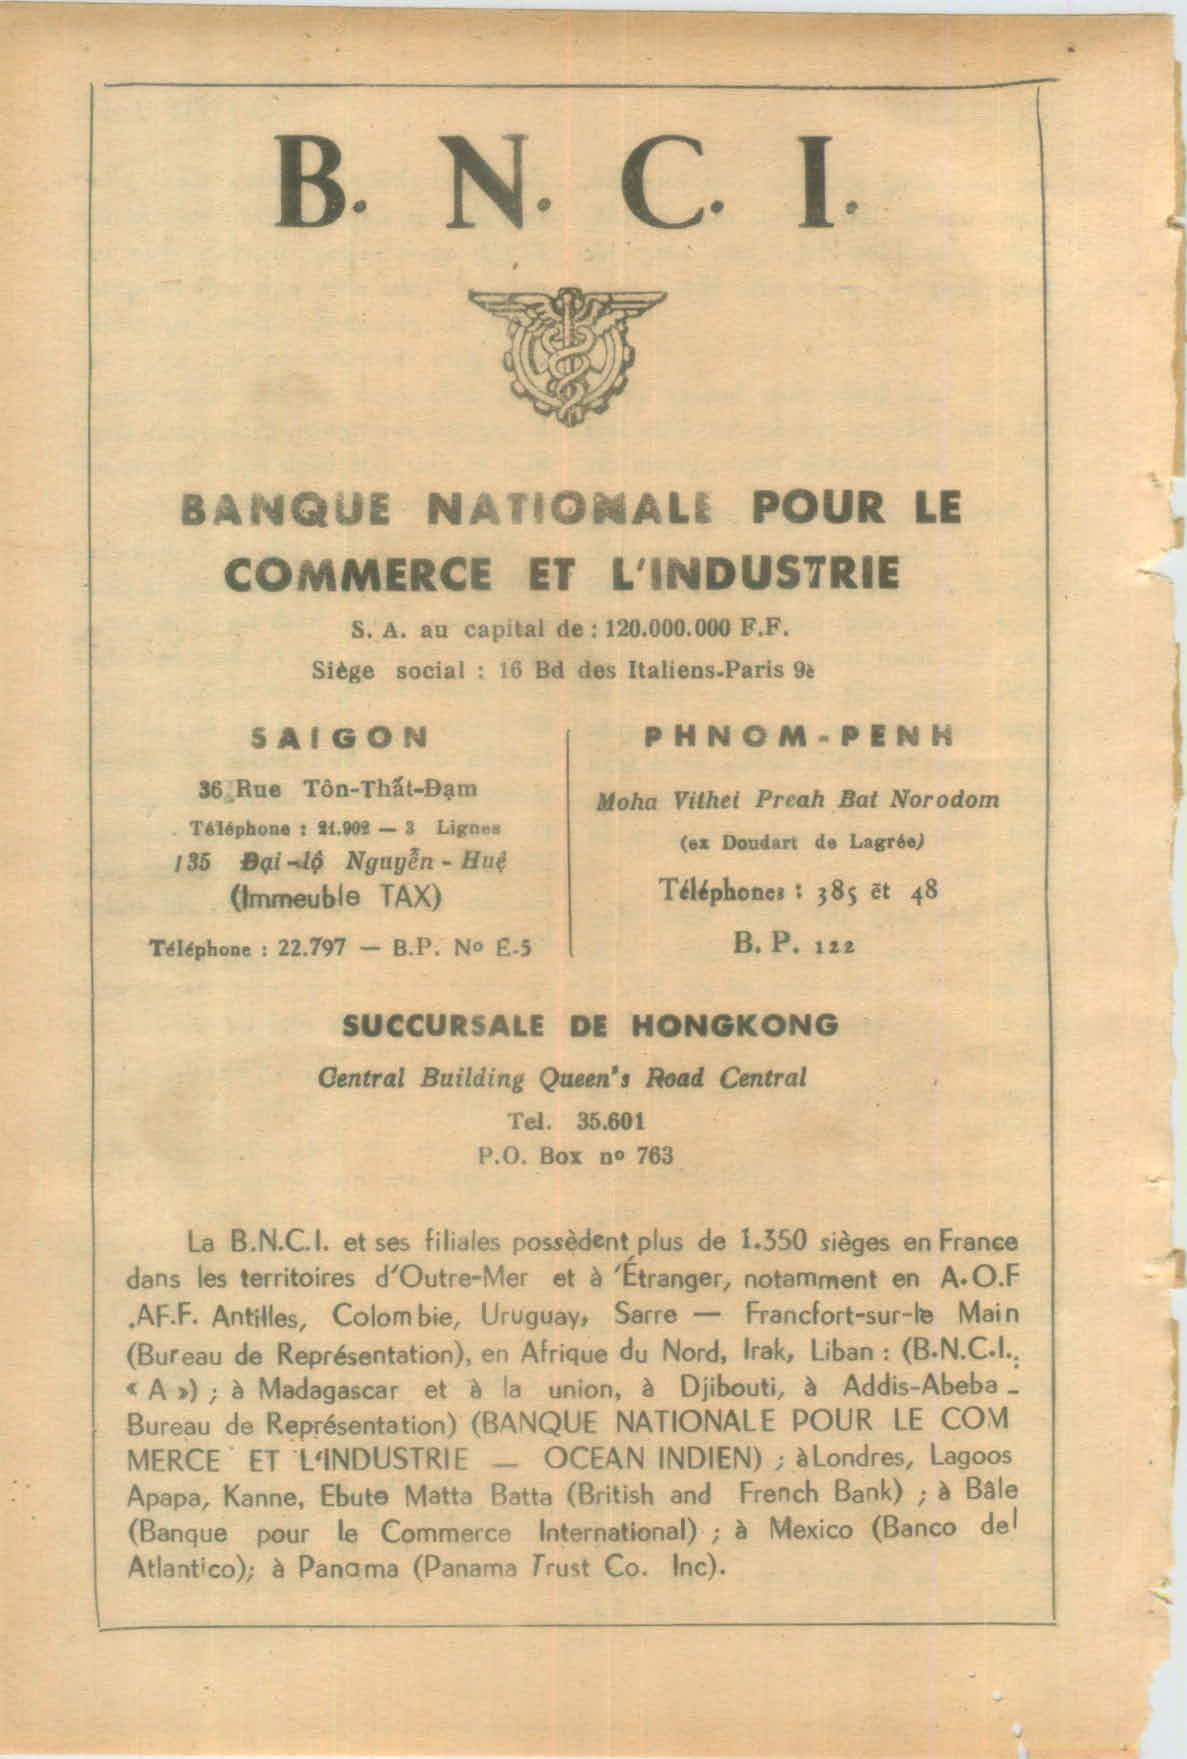 B. N. C. I.
BANQUE NATIONALE POUR LE
COMMERCE ET L'INDUSTRIE
S. A. au capital de : 120.000.000 F.F.
Siège social : 16 Bd des Italiens-Paris 9è
SAIGON
36 Rue Tôn-Thất-Đạm
Téléphone : 21.902 — 3 Lignes
135 Đại-lộ Nguyễn - Huệ
(Immeuble TAX)
Téléphone : 22.797 — B.P. No E-5
PHNOM-PENH
Moha Vithei Preah Bat Norodom
(ex Doudart de Lagrée)
Téléphones : 385 ēt 48
B. P. 122
SUCCURSALE DE HONGKONG
Central Building Queen's Road Central
Tel. 35.601
P.O. Box nº 763
La B.N.C.I. et ses filiales possèdent plus de 1.350 sièges en France
dans les territoires d'Outre-Mer et à 'Étranger, notamment en A.O.F
.AF.F. Antilles, Colombie, Uruguay, Sarre — Francfort-sur-le Main
(Bureau de Représentation), en Afrique du Nord, Irak, Liban : (B.N.C.I.,
« A ») ; à Madagascar et à la union, à Djibouti, à Addis-Abeba -
Bureau de Représentation) (BANQUE NATIONALE POUR LE COM
MERCE ET L'INDUSTRIE — OCEAN INDIEN) ; àLondres, Lagoos
Apapa, Kanne, Ebute Matta Batta (British and French Bank) ; à Bâle
(Banque pour le Commerce International) ; à Mexico (Banco del
Atlantico); à Panama (Panama Trust Co. Inc).